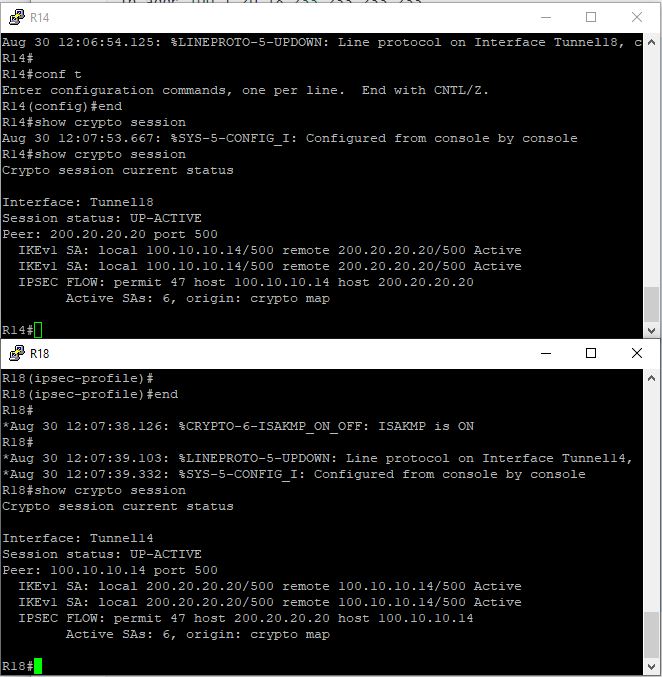 R14
Aug 30 12:06:54.125: %LINEPROTO-5-UPDOWN: Line protocol on Interface Tunnel18, c
R14#
R14#conf t
Enter configuration commands, one per line.  End with CNTL/Z.
R14(config)#end
R14#show crypto session
Aug 30 12:07:53.667: %SYS-5-CONFIG_I: Configured from console by console
R14#show crypto session
Crypto session current status

Interface: Tunnel18
Session status: UP-ACTIVE
Peer: 200.20.20.20 port 500
  IKEv1 SA: local 100.10.10.14/500 remote 200.20.20.20/500 Active
  IKEv1 SA: local 100.10.10.14/500 remote 200.20.20.20/500 Active
  IPSEC FLOW: permit 47 host 100.10.10.14 host 200.20.20.20
        Active SAs: 6, origin: crypto map

R14#
R18
R18(ipsec-profile)#
R18(ipsec-profile)#end
R18#
*Aug 30 12:07:38.126: %CRYPTO-6-ISAKMP_ON_OFF: ISAKMP is ON
R18#
*Aug 30 12:07:39.103: %LINEPROTO-5-UPDOWN: Line protocol on Interface Tunnel14,
*Aug 30 12:07:39.332: %SYS-5-CONFIG_I: Configured from console by console
R18#show crypto session
Crypto session current status

Interface: Tunnel14
Session status: UP-ACTIVE
Peer: 100.10.10.14 port 500
  IKEv1 SA: local 200.20.20.20/500 remote 100.10.10.14/500 Active
  IKEv1 SA: local 200.20.20.20/500 remote 100.10.10.14/500 Active
  IPSEC FLOW: permit 47 host 200.20.20.20 host 100.10.10.14
        Active SAs: 6, origin: crypto map

R18#